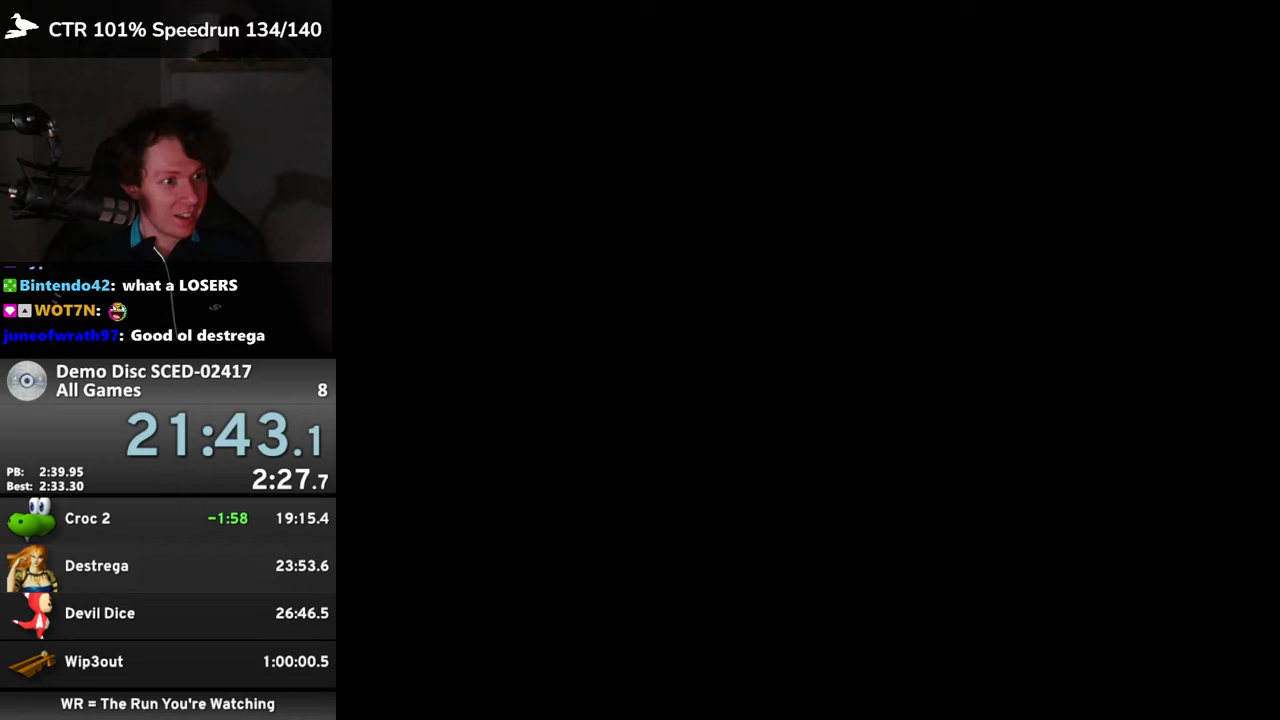 CTR 101% Speedrun 134/140
Bintendo42: what a LOSERS
WOT7N:
juneofwrath97: Good ol destrega
Demo Disc SCED-02417
All Games 8
21:43.1
PB: 2:39.95
Best: 2:33.30
2:27.7
Croc 2 -1:58 19:15.4
Destrega 23:53.6
Devil Dice 26:46.5
Wip3out 1:00:00.5
WR = The Run You're Watching